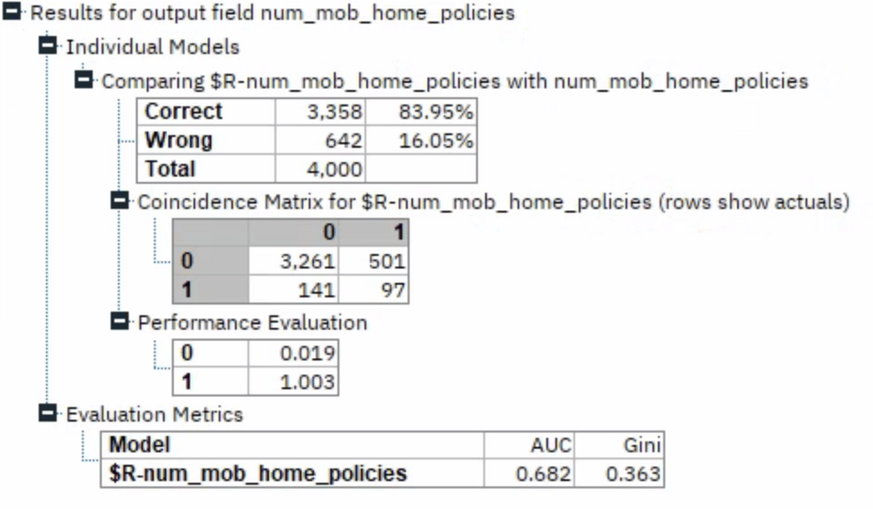 Results for output field num_mob_home_policies
Individual Models
Comparing $R-num_mob_home_policies with num_mob_home_policies
Correct 3,358 83.95%
Wrong 642 16.05%
Total 4,000
Coincidence Matrix for $R-num_mob_home_policies (rows show actuals)
0 1
0 3,261 501
1 141 97
Performance Evaluation
0 0.019
1 1.003
Evaluation Metrics
Model AUC Gini
$R-num_mob_home_policies 0.682 0.363